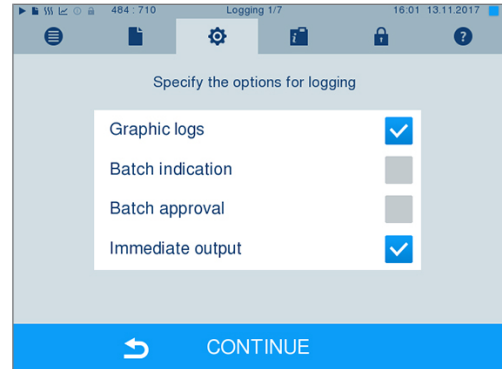 484 : 710 Logging 1/7 16:01 13.11.2017
Specify the options for logging
Graphic logs
Batch indication
Batch approval
Immediate output
CONTINUE